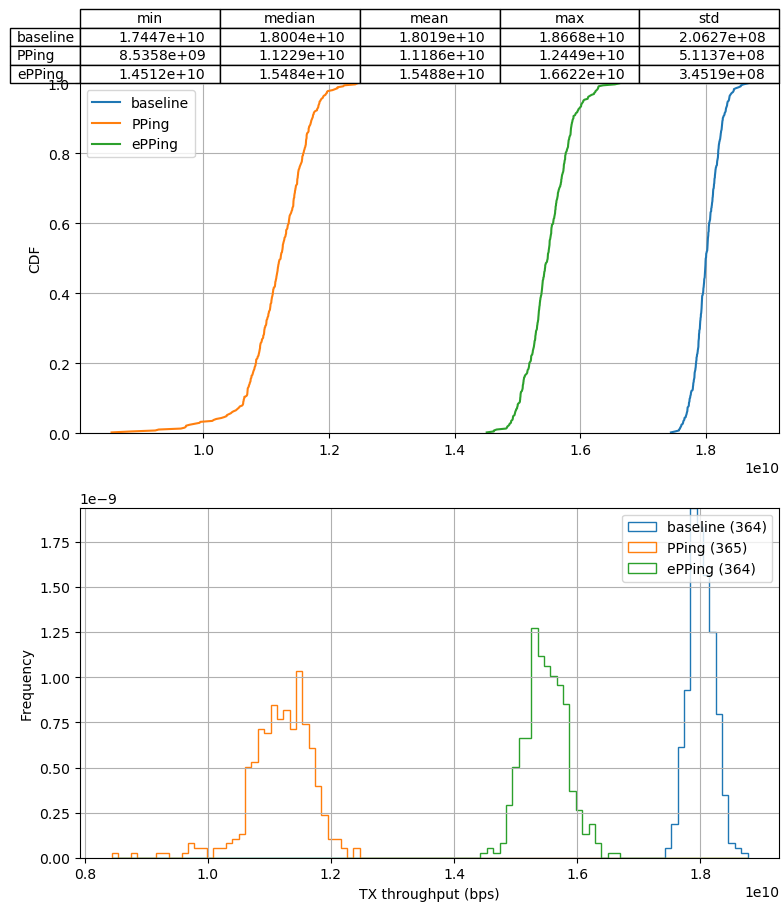 min median mean max std
baseline 1.7447e+10 1.8004e+10 1.8019e+10 1.8668e+10 2.0627e+08
PPing 8.5358e+09 1.1229e+10 1.1186e+10 1.2449e+10 5.1137e+08
ePPing 1.4512e+10 1.5484e+10 1.5488e+10 1.6622e+10 3.4519e+08
1.0
baseline
PPing
ePPing
0.8
0.6
CDF
0.4
0.2
0.0
1.0 1.2 1.4 1.6 1.8
1e10
1e−9
baseline (364)
PPing (365)
ePPing (364)
1.75
1.50
1.25
1.00
Frequency
0.75
0.50
0.25
0.00
0.8 1.0 1.2 1.4 1.6 1.8
TX throughput (bps)
1e10